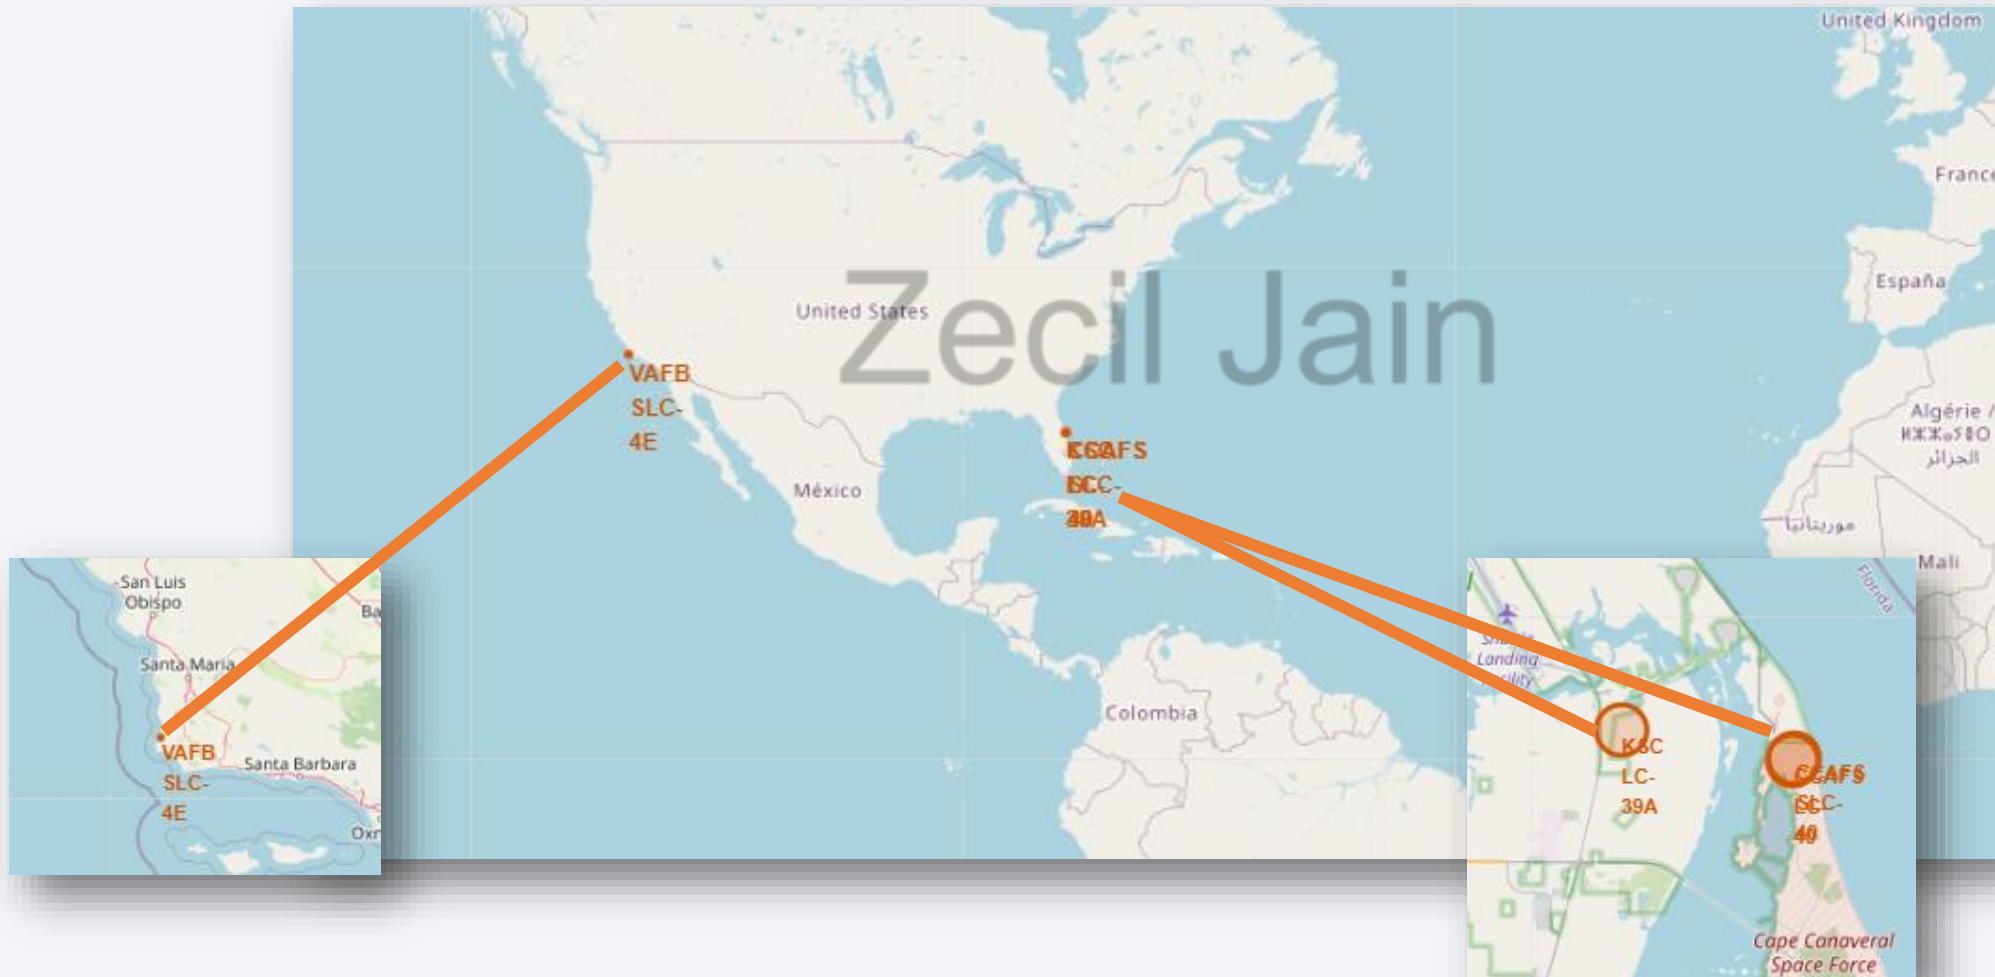 United Kingdom
France
España
Zecil Jain
United States
VAFB
SLC-
4E
México
Algérie /
الجزائر
موريتانيا
Mali
Colombia
San Luis
Obispo
Santa Maria
VAFB
SLC-
4E
Santa Barbara
Florida
Landing
KSC
LC-
39A
Cape Canaveral
Space Force